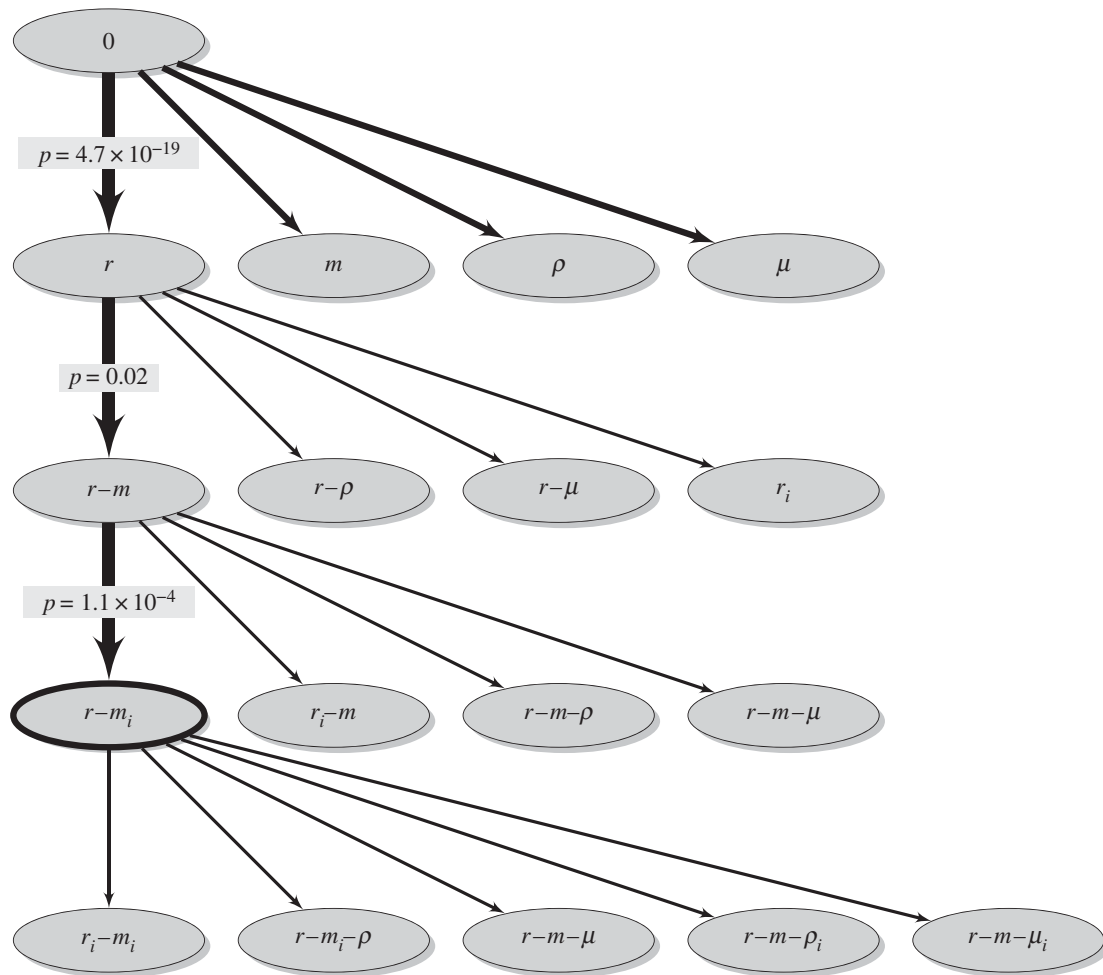 0
p = 4.7 × 10⁻¹⁹
r
m
ρ
μ
p = 0.02
r–m
r–ρ
r–μ
rᵢ
p = 1.1 × 10⁻⁴
r–mᵢ
rᵢ–m
r–m–ρ
r–m–μ
rᵢ–mᵢ
r–mᵢ–ρ
r–m–μ
r–m–ρᵢ
r–m–μᵢ